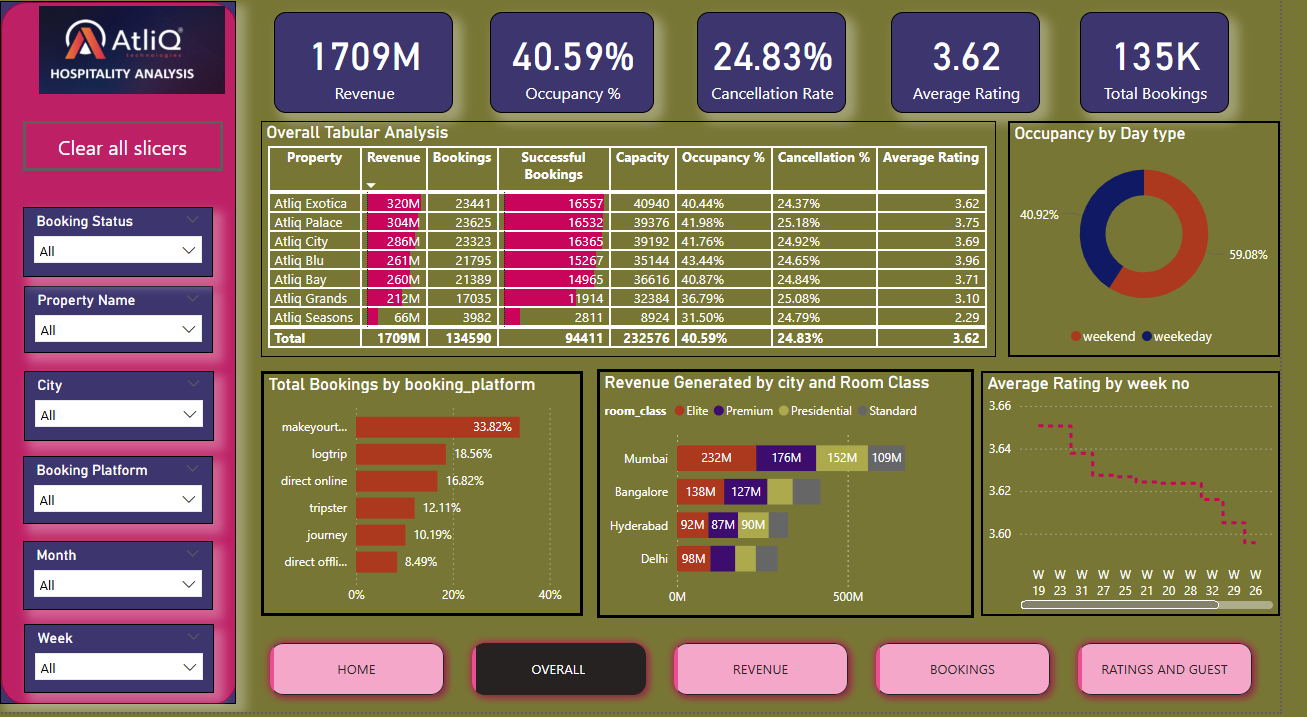 AtliQ
technologies
HOSPITALITY ANALYSIS
Clear all slicers
Booking Status
All
Property Name
All
City
All
Booking Platform
All
Month
All
Week
All
1709M
Revenue
40.59%
Occupancy %
24.83%
Cancellation Rate
3.62
Average Rating
135K
Total Bookings
Overall Tabular Analysis
Property Revenue Bookings Successful Bookings Capacity Occupancy % Cancellation % Average Rating
Atliq Exotica 320M 23441 16557 40940 40.44% 24.37% 3.62
Atliq Palace 304M 23625 16532 39376 41.98% 25.18% 3.75
Atliq City 286M 23323 16365 39192 41.76% 24.92% 3.69
Atliq Blu 261M 21795 15267 35144 43.44% 24.65% 3.96
Atliq Bay 260M 21389 14965 36616 40.87% 24.84% 3.71
Atliq Grands 212M 17035 11914 32384 36.79% 25.08% 3.10
Atliq Seasons 66M 3982 2811 8924 31.50% 24.79% 2.29
Total 1709M 134590 94411 232576 40.59% 24.83% 3.62
Occupancy by Day type
40.92%
59.08%
weekend weekeday
Total Bookings by booking_platform
makeyourt... 33.82%
logtrip 18.56%
direct online 16.82%
tripster 12.11%
journey 10.19%
direct offli... 8.49%
0% 20% 40%
Revenue Generated by city and Room Class
room_class Elite Premium Presidential Standard
Mumbai 232M 176M 152M 109M
Bangalore 138M 127M
Hyderabad 92M 87M 90M
Delhi 98M
0M 500M
Average Rating by week no
3.66
3.64
3.62
3.60
W W W W W W W W W W W
19 23 31 27 25 21 20 28 32 29 26
HOME
OVERALL
REVENUE
BOOKINGS
RATINGS AND GUEST